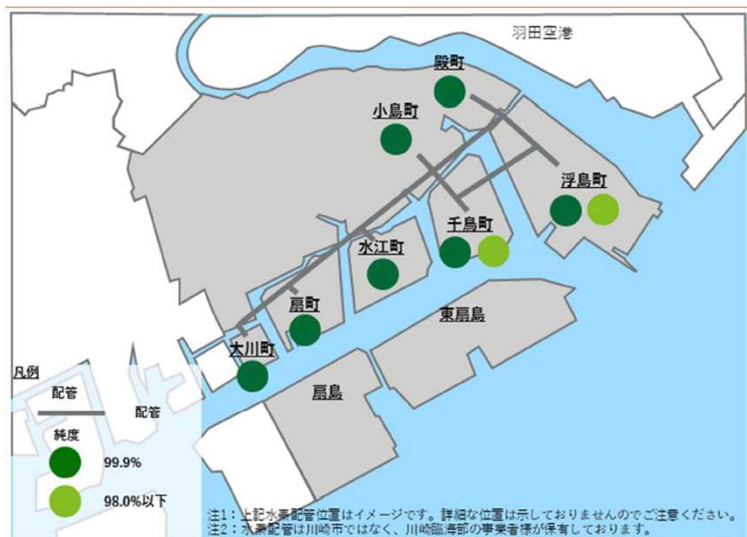 羽田空港
殿町
小島町
浮島町
千鳥町
水江町
扇町
東扇島
大川町
扇島
凡例
配管
配管
純度
99.9%
98.0%以下
注1：上記水素配管位置はイメージです。詳細な位置は示しておりませんのでご注意ください。
注2：水素配管は川崎市ではなく、川崎臨海部の事業者様が保有しております。